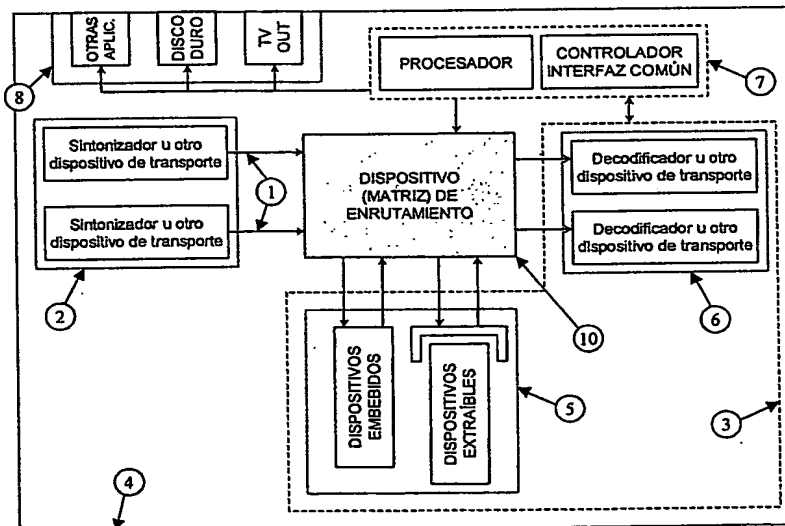 OTRAS
APLIC.
DISCO
DURO
TV
OUT
PROCESADOR
CONTROLADOR
INTERFAZ COMÚN
7
8
Sintonizador u otro
dispositivo de transporte
Sintonizador u otro
dispositivo de transporte
1
2
DISPOSITIVO
(MATRIZ) DE
ENRUTAMIENTO
Decodificador u otro
dispositivo de transporte
Decodificador u otro
dispositivo de transporte
6
10
DISPOSITIVOS
EMBEBIDOS
DISPOSITIVOS
EXTRAÍBLES
5
3
4